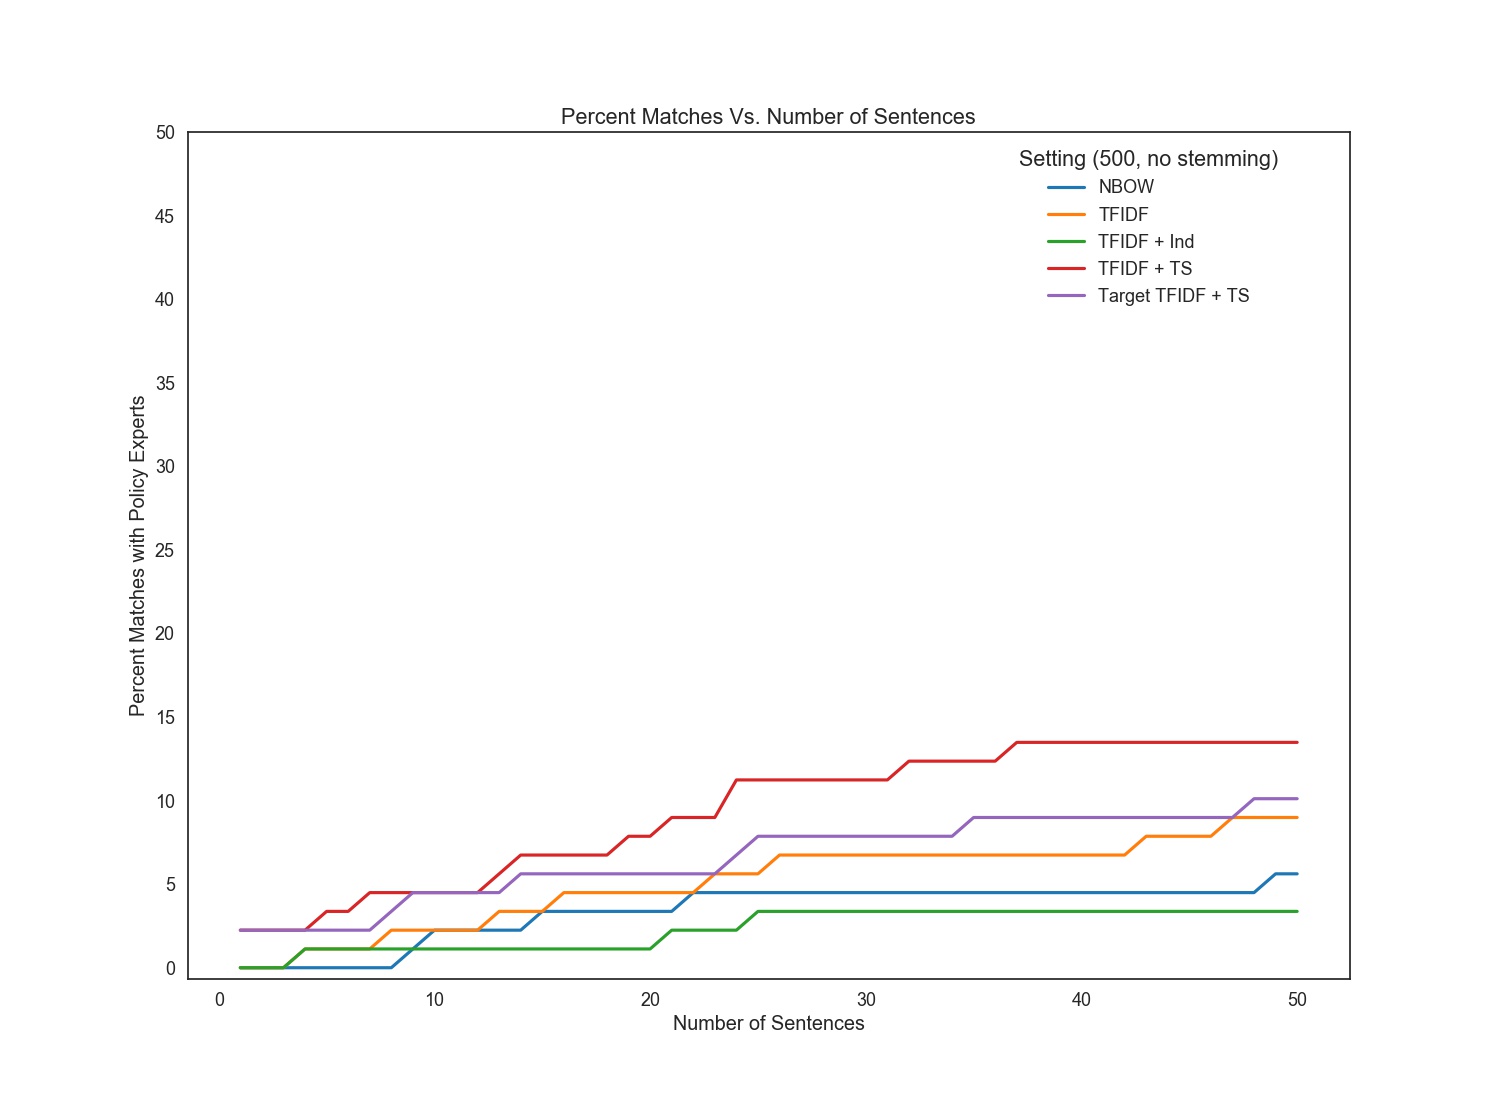 Percent Matches Vs. Number of Sentences
Setting (500, no stemming)
NBOW
TFIDF
TFIDF + Ind
TFIDF + TS
Target TFIDF + TS
Percent Matches with Policy Experts
50
45
40
35
30
25
20
15
10
5
0
0 10 20 30 40 50
Number of Sentences